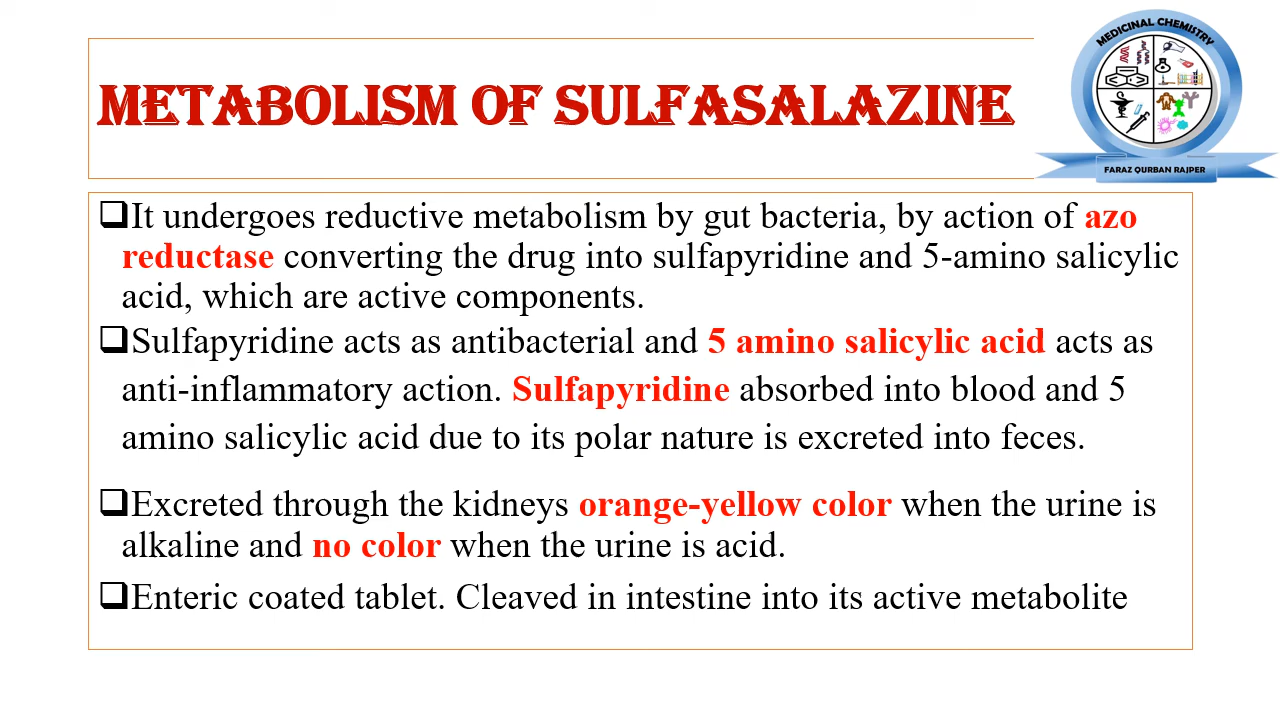 MEDICINAL CHEMISTRY
METABOLISM OF SULFASALAZINE
FARAZ QURBAN RAJPER
❑It undergoes reductive metabolism by gut bacteria, by action of azo
reductase converting the drug into sulfapyridine and 5-amino salicylic
acid, which are active components.
❑Sulfapyridine acts as antibacterial and 5 amino salicylic acid acts as
anti-inflammatory action. Sulfapyridine absorbed into blood and 5
amino salicylic acid due to its polar nature is excreted into feces.
❑Excreted through the kidneys orange-yellow color when the urine is
alkaline and no color when the urine is acid.
❑Enteric coated tablet. Cleaved in intestine into its active metabolite